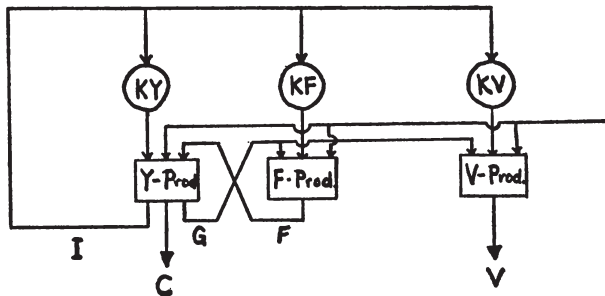 KY KF KV
Y-Prod F-Prod. V-Prod.
G F
I
C V